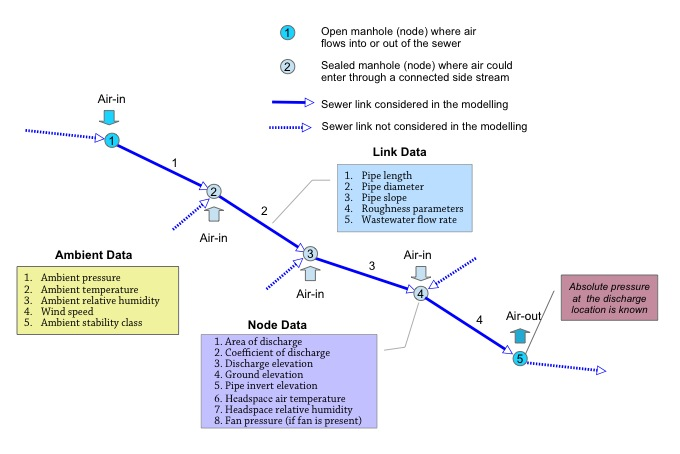 1
Open manhole (node) where air
flows into or out of the sewer
2
Sealed manhole (node) where air could
enter through a connected side stream
Sewer link considered in the modelling
Sewer link not considered in the modelling
Air-in
1
1
Link Data
1. Pipe length
2. Pipe diameter
3. Pipe slope
4. Roughness parameters
5. Wastewater flow rate
2
2
Air-in
Ambient Data
1. Ambient pressure
2. Ambient temperature
3. Ambient relative humidity
4. Wind speed
5. Ambient stability class
3
3
Air-in
Air-in
4
4
Absolute pressure
at the discharge
location is known
Air-out
5
Node Data
1. Area of discharge
2. Coefficient of discharge
3. Discharge elevation
4. Ground elevation
5. Pipe invert elevation
6. Headspace air temperature
7. Headspace relative humidity
8. Fan pressure (if fan is present)